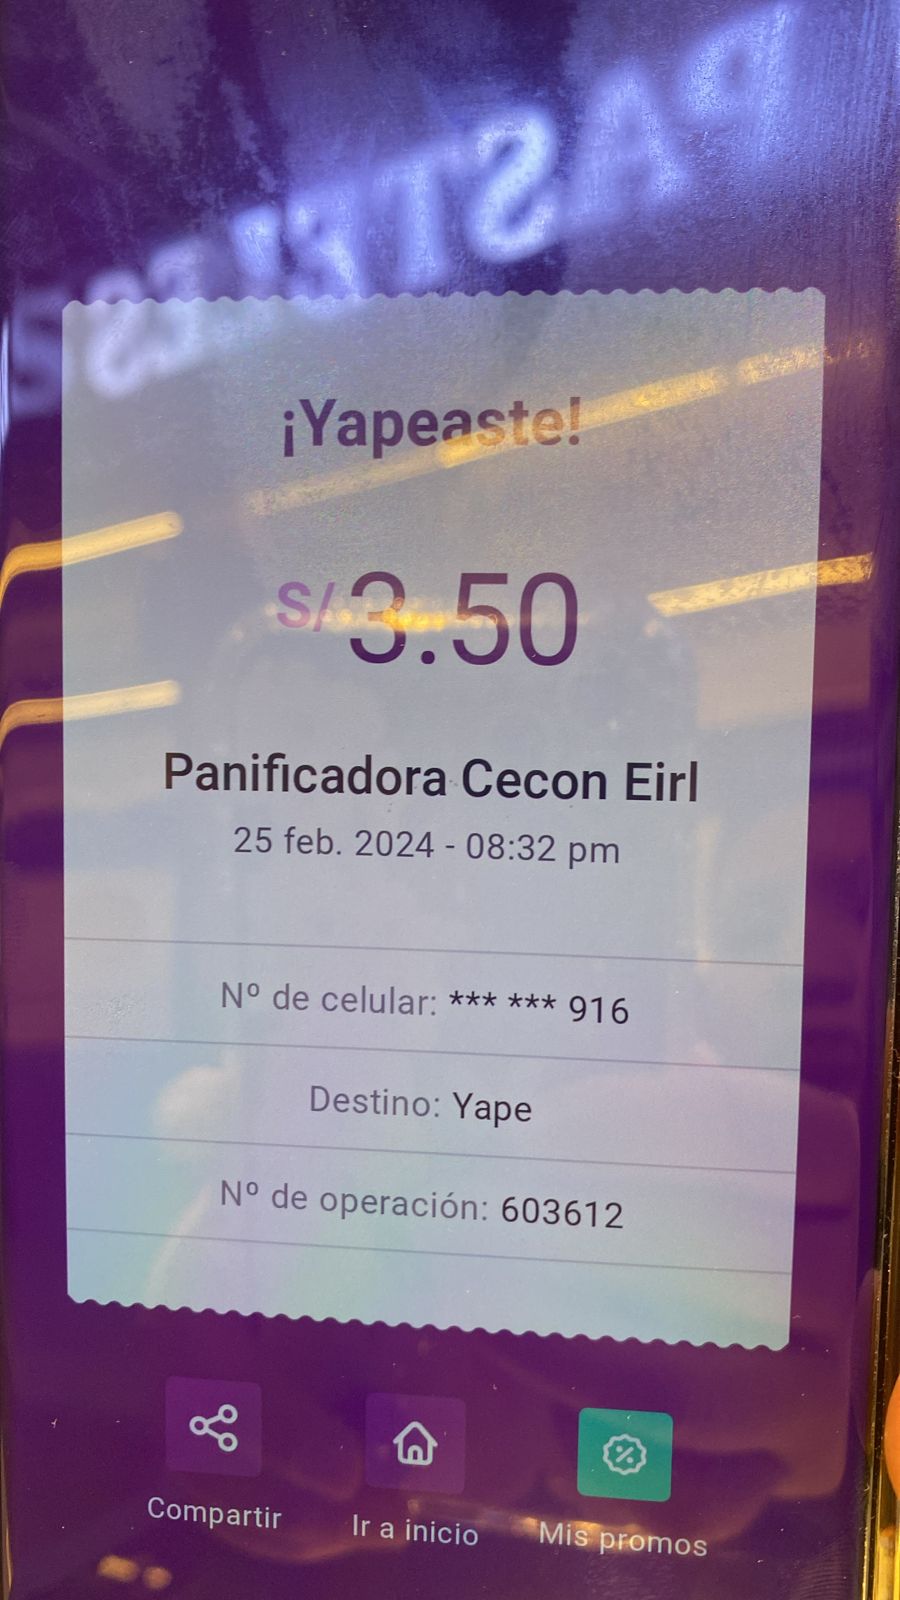 PASTELES
¡Yapeaste!
S/3.50
Panificadora Cecon Eirl
25 feb. 2024 - 08:32 pm
Nº de celular: *** *** 916
Destino: Yape
Nº de operación: 603612
Compartir
Ir a inicio
Mis promos